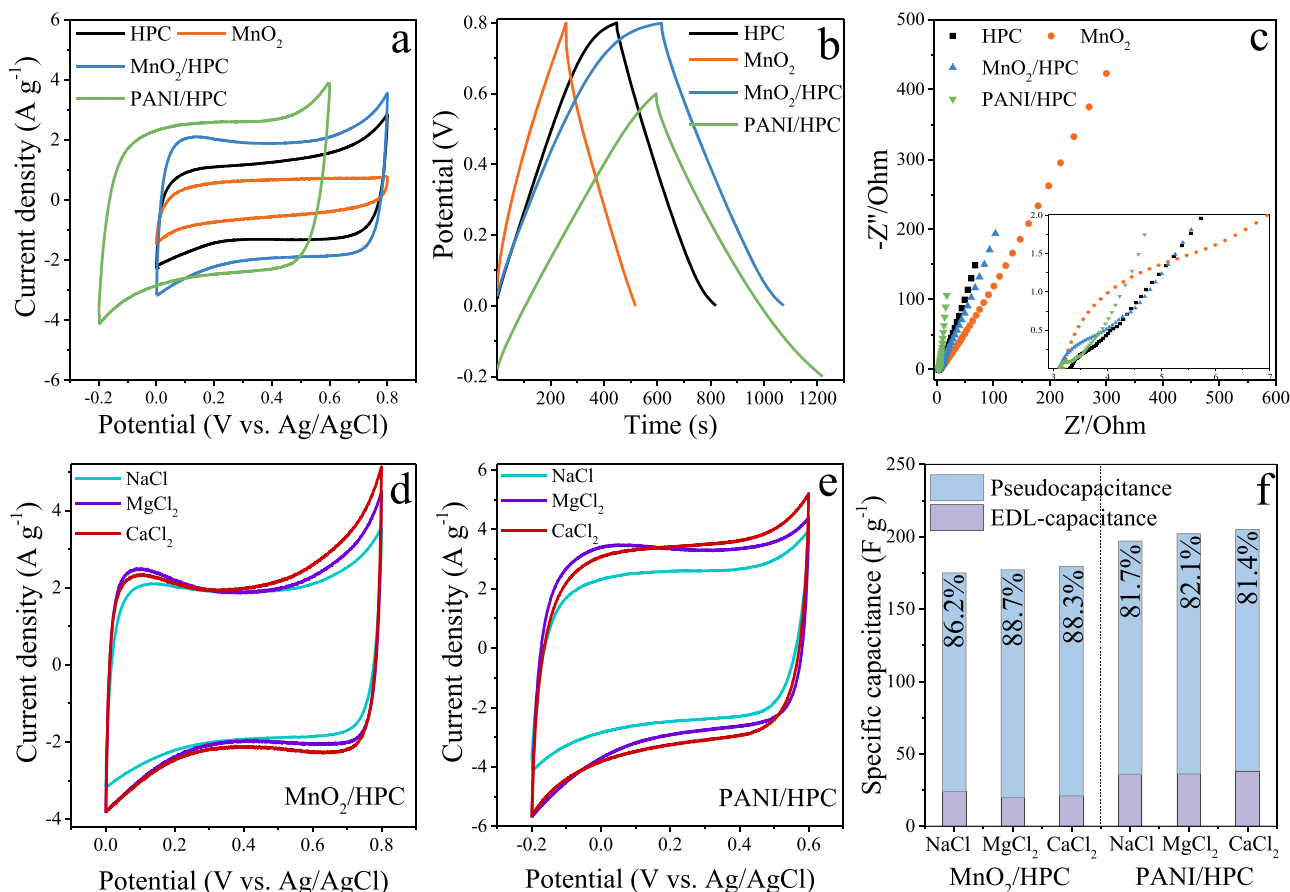 a
HPC
MnO₂
MnO₂/HPC
PANI/HPC
Current density (A g⁻¹)
6
4
2
0
-2
-4
-6
-0.2 0.0 0.2 0.4 0.6 0.8
Potential (V vs. Ag/AgCl)
b
HPC
MnO₂
MnO₂/HPC
PANI/HPC
Potential (V)
0.8
0.6
0.4
0.2
0.0
-0.2
200 400 600 800 1000 1200
Time (s)
c
HPC
MnO₂
MnO₂/HPC
PANI/HPC
-Z''/Ohm
-500
400
300
200
100
0
0 100 200 300 400 500 600
Z'/Ohm
2.0
1.5
1.0
0.5
3 4 5 6 7
d
NaCl
MgCl₂
CaCl₂
Current density (A g⁻¹)
4
2
0
-2
-4
0.0 0.2 0.4 0.6 0.8
Potential (V vs. Ag/AgCl)
MnO₂/HPC
e
NaCl
MgCl₂
CaCl₂
Current density (A g⁻¹)
6
4
2
0
-2
-4
-6
-0.2 0.0 0.2 0.4 0.6
Potential (V vs. Ag/AgCl)
PANI/HPC
f
Pseudocapacitance
EDL-capacitance
Specific capacitance (F g⁻¹)
250
200
150
100
50
0
86.2%
88.7%
88.3%
81.7%
82.1%
81.4%
NaCl MgCl₂ CaCl₂ NaCl MgCl₂ CaCl₂
MnO₂/HPC PANI/HPC